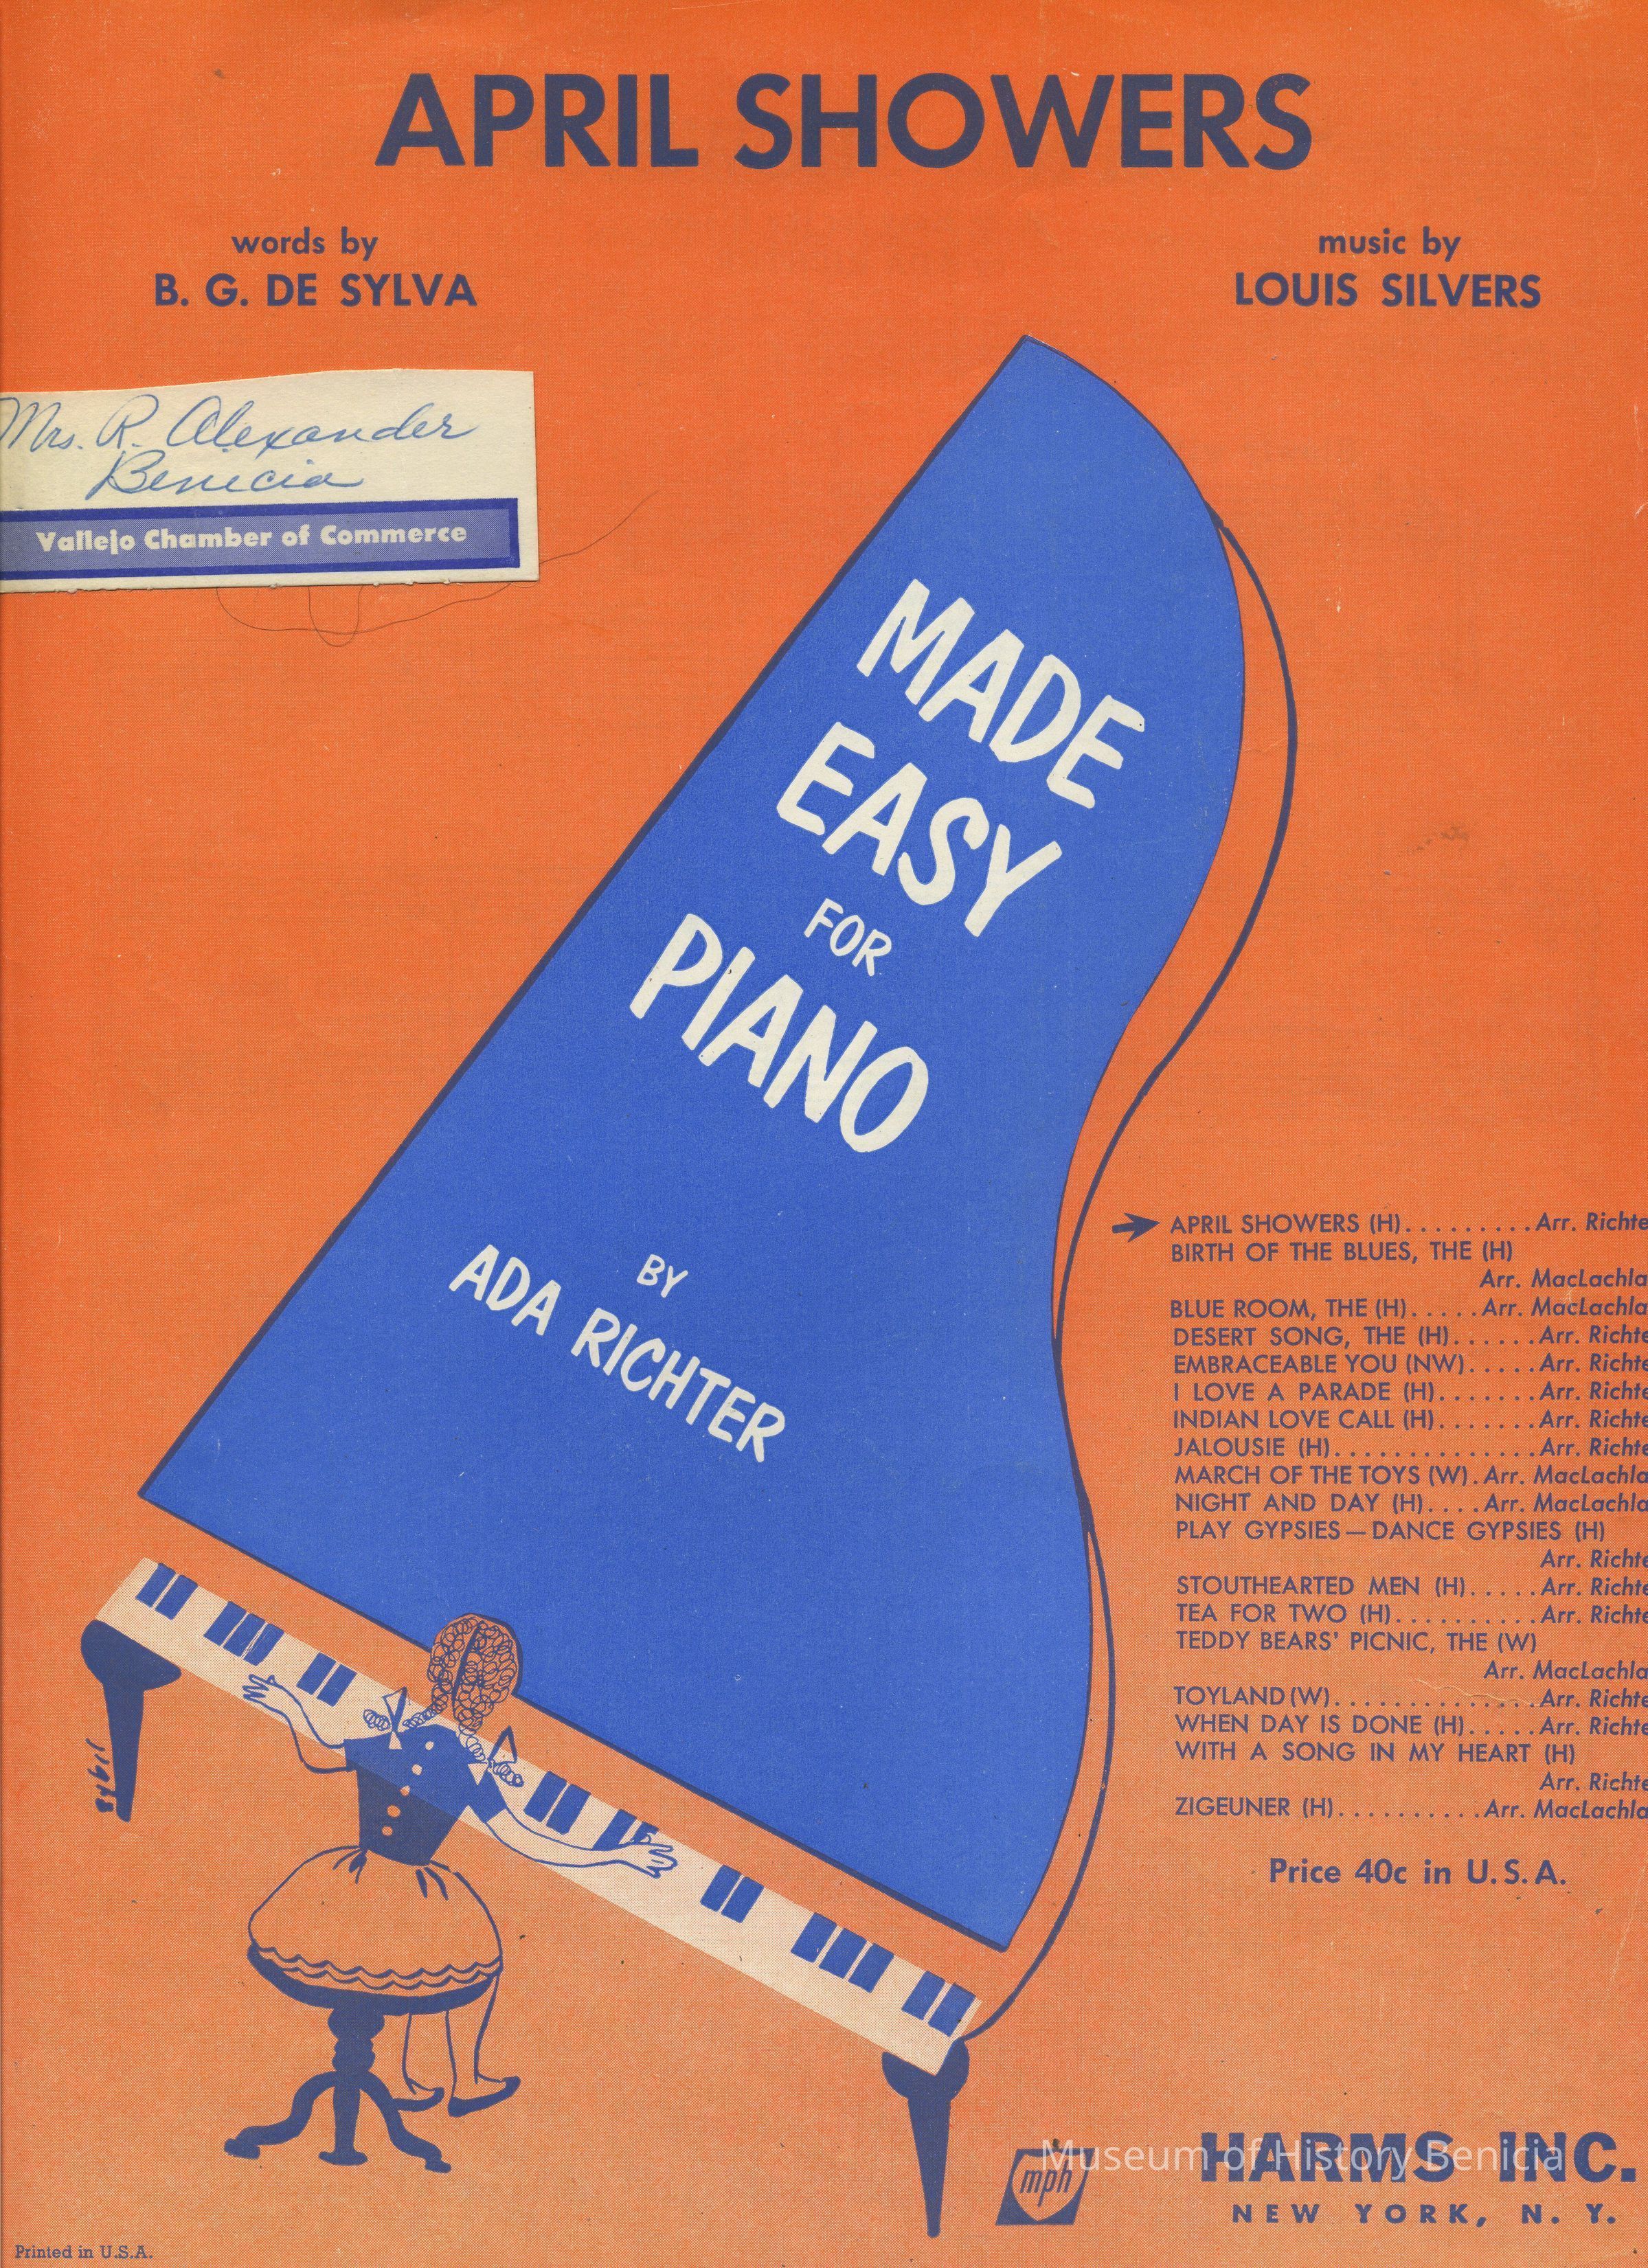 APRIL SHOWERS
words by
B. G. DE SYLVA
music by
LOUIS SILVERS
Mrs. R. Alexander
Benicia
Vallejo Chamber of Commerce
MADE
EASY
FOR
PIANO
BY
ADA RICHTER
APRIL SHOWERS (H).........Arr. Richte
BIRTH OF THE BLUES, THE (H)
Arr. MacLachla
BLUE ROOM, THE (H).....Arr. MacLachla
DESERT SONG, THE (H)......Arr. Richte
EMBRACEABLE YOU (NW).....Arr. Richte
I LOVE A PARADE (H).......Arr. Richte
INDIAN LOVE CALL (H).......Arr. Richte
JALOUSIE (H)..............Arr. Richte
MARCH OF THE TOYS (W).Arr. MacLachla
NIGHT AND DAY (H)....Arr. MacLachla
PLAY GYPSIES—DANCE GYPSIES (H)
Arr. Richte
STOUTHEARTED MEN (H).....Arr. Richte
TEA FOR TWO (H)..........Arr. Richte
TEDDY BEARS' PICNIC, THE (W)
Arr. MacLachla
TOYLAND (W)..............Arr. Richte
WHEN DAY IS DONE (H).....Arr. Richte
WITH A SONG IN MY HEART (H)
Arr. Richte
ZIGEUNER (H)..........Arr. MacLachla
Price 40c in U.S.A.
sybil
mph
Museum of History Benicia
HARMS INC.
NEW YORK, N. Y.
Printed in U.S.A.